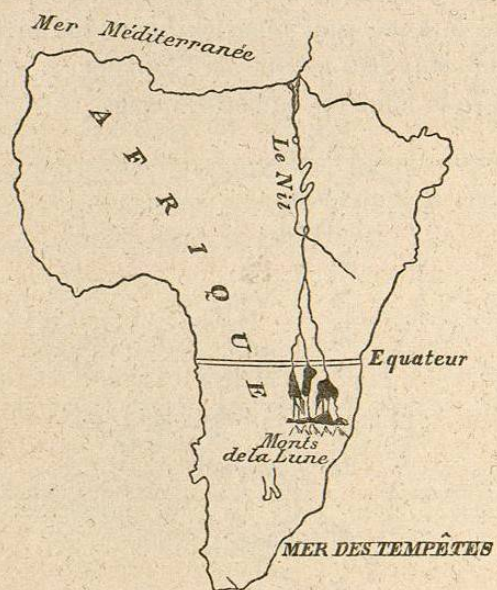 Mer Méditerranée
AFRIQUE
Le Nil
Equateur
Monts
de la Lune
MER DES TEMPÊTES